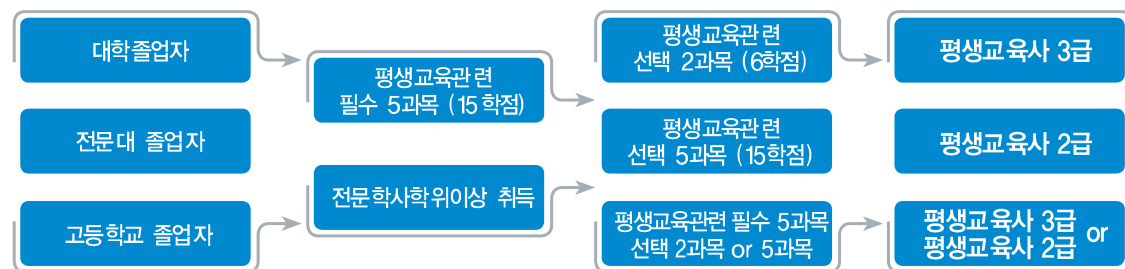 대학졸업자
전문대 졸업자
고등학교 졸업자
평생교육관련
필수 5과목 (15학점)
전문학사학위이상 취득
평생교육관련
선택 2과목 (6학점)
평생교육관련
선택 5과목 (15학점)
평생교육관련 필수 5과목
선택 2과목 or 5과목
평생교육사 3급
평생교육사 2급
평생교육사 3급 or
평생교육사 2급